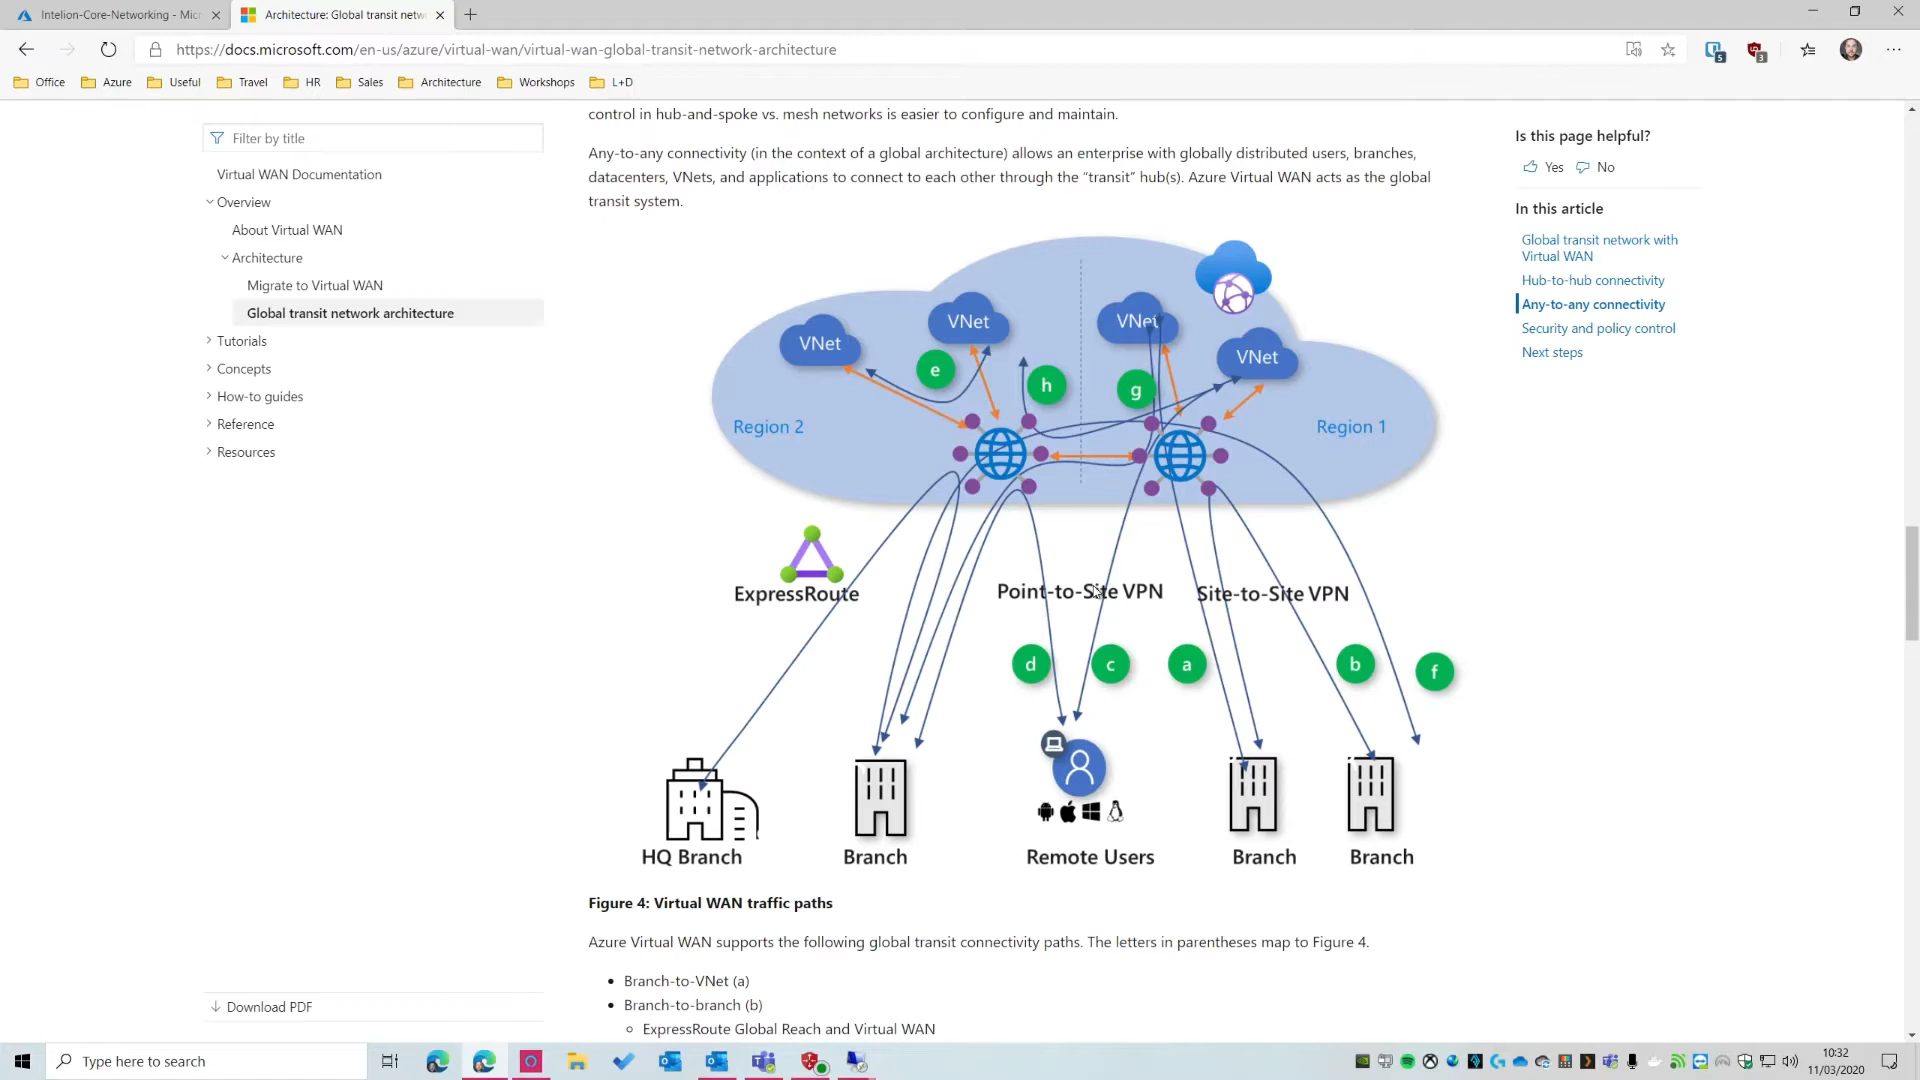 Intelion-Core-Networking - Micr
Architecture: Global transit netw
https://docs.microsoft.com/en-us/azure/virtual-wan/virtual-wan-global-transit-network-architecture
5
3
Office
Azure
Useful
Travel
HR
Sales
Architecture
Workshops
L+D
Filter by title
Virtual WAN Documentation
Overview
About Virtual WAN
Architecture
Migrate to Virtual WAN
Global transit network architecture
Tutorials
Concepts
How-to guides
Reference
Resources
Download PDF
control in hub-and-spoke vs. mesh networks is easier to configure and maintain.
Any-to-any connectivity (in the context of a global architecture) allows an enterprise with globally distributed users, branches,
datacenters, VNets, and applications to connect to each other through the “transit” hub(s). Azure Virtual WAN acts as the global
transit system.
VNet
VNet
VNet
VNet
e
h
g
Region 2
Region 1
ExpressRoute
Point-to-Site VPN
Site-to-Site VPN
d
c
a
b
f
HQ Branch
Branch
Remote Users
Branch
Branch
Figure 4: Virtual WAN traffic paths
Azure Virtual WAN supports the following global transit connectivity paths. The letters in parentheses map to Figure 4.
Branch-to-VNet (a)
Branch-to-branch (b)
ExpressRoute Global Reach and Virtual WAN
Is this page helpful?
Yes
No
In this article
Global transit network with
Virtual WAN
Hub-to-hub connectivity
Any-to-any connectivity
Security and policy control
Next steps
Type here to search
10:32
11/03/2020